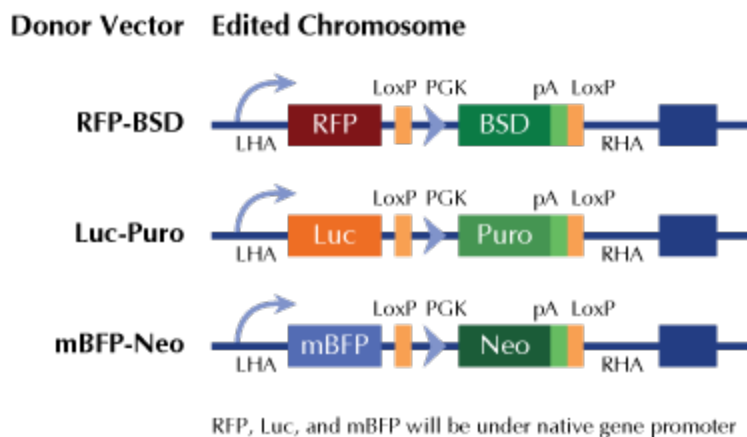 Donor Vector Edited Chromosome
LoxP PGK pA LoxP
RFP-BSD RFP BSD
LHA RHA
LoxP PGK pA LoxP
Luc-Puro Luc Puro
LHA RHA
LoxP PGK pA LoxP
mBFP-Neo mBFP Neo
LHA RHA
RFP, Luc, and mBFP will be under native gene promoter